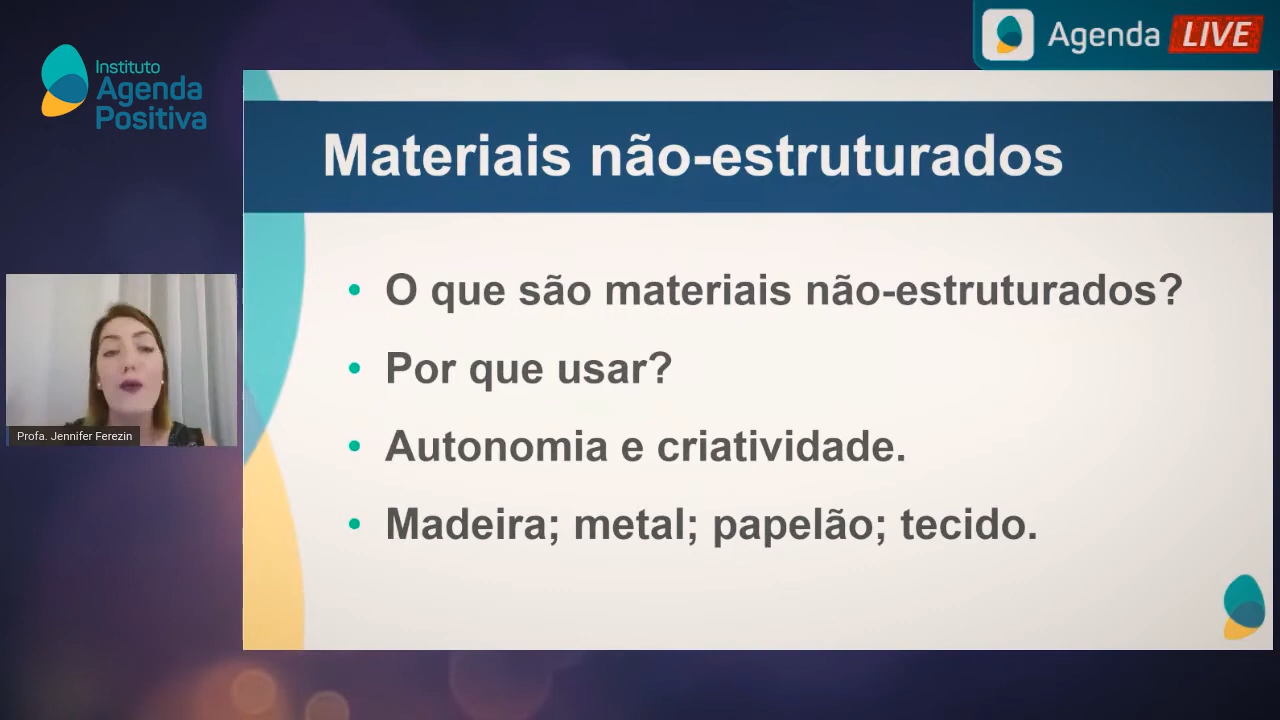 Agenda LIVE
Instituto
Agenda
Positiva
Materiais não-estruturados
• O que são materiais não-estruturados?
• Por que usar?
• Autonomia e criatividade.
• Madeira; metal; papelão; tecido.
Profa. Jennifer Ferezin